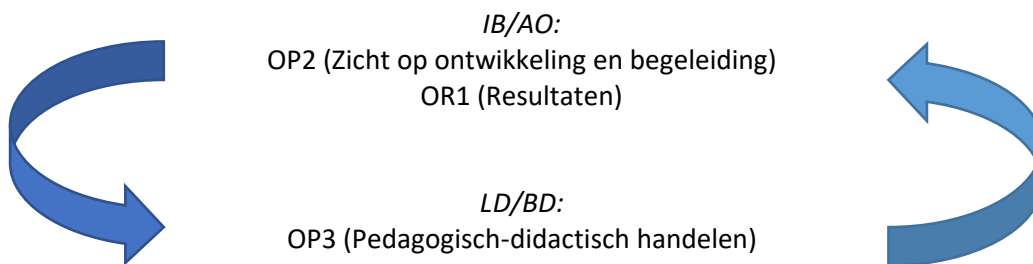 IB/AO:
OP2 (Zicht op ontwikkeling en begeleiding)
OR1 (Resultaten)
LD/BD:
OP3 (Pedagogisch-didactisch handelen)